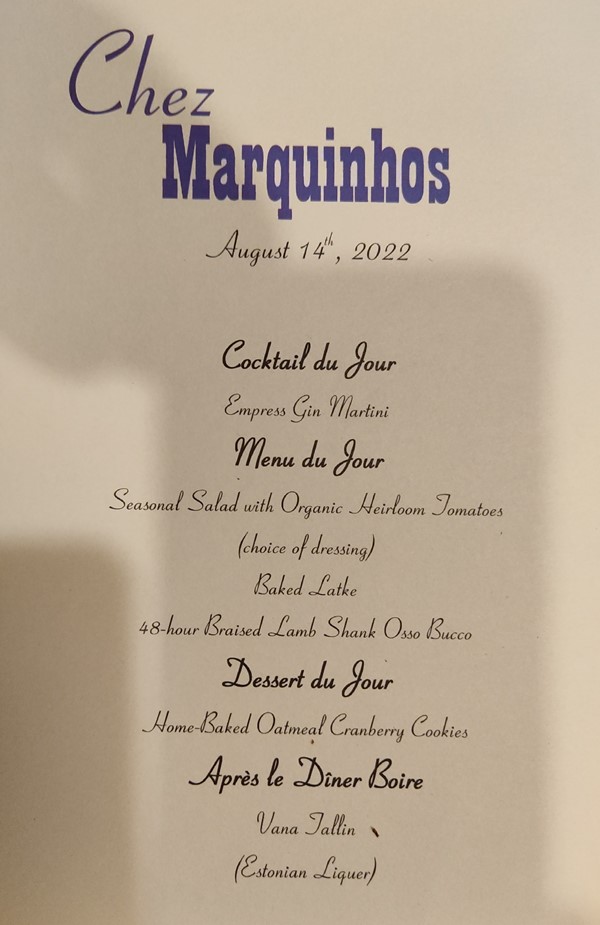 Chez
Marquinhos
August 14th, 2022
Cocktail du Jour
Empress Gin Martini
Menu du Jour
Seasonal Salad with Organic Heirloom Tomatoes
(choice of dressing)
Baked Latke
48-hour Braised Lamb Shank Osso Bucco
Dessert du Jour
Home-Baked Oatmeal Cranberry Cookies
Après le Dîner Boire
Vana Tallin
(Estonian Liquer)